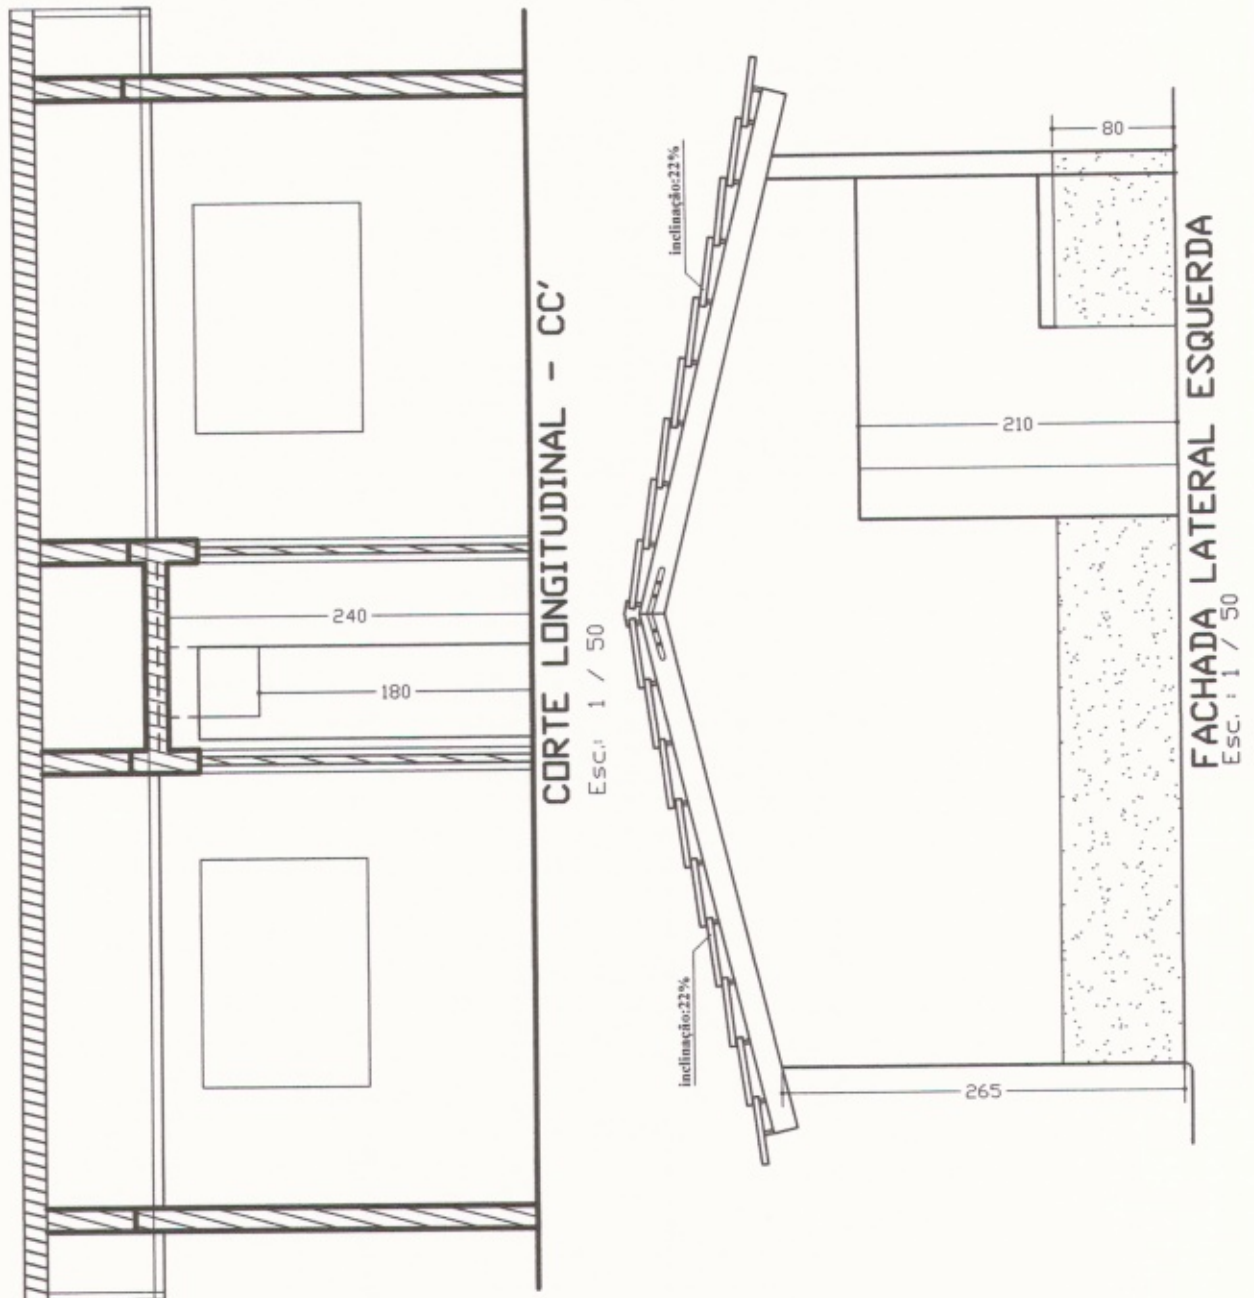 240
180
CORTE LONGITUDINAL - CC'
Esc.: 1 / 50
inclinação:22%
inclinação:22%
80
210
265
FACHADA LATERAL ESQUERDA
Esc.: 1 / 50